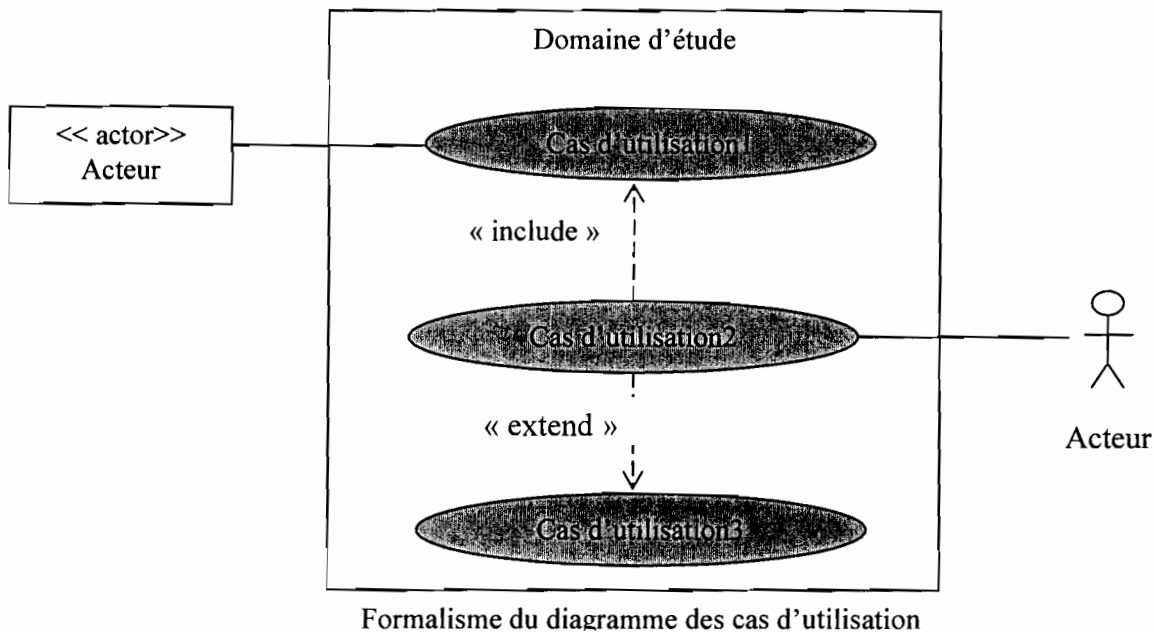 Domaine d'étude
<< actor>>
Acteur
Cas d'utilisation1
« include »
Cas d'utilisation2
« extend »
Acteur
Cas d'utilisation3
Formalisme du diagramme des cas d'utilisation